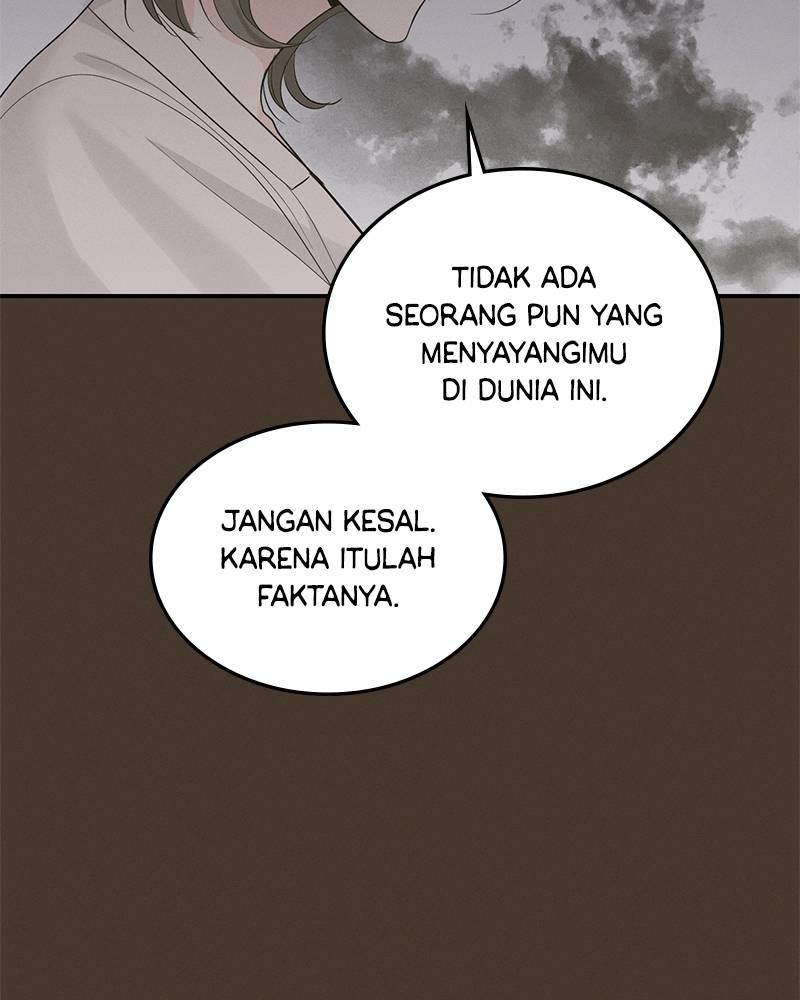 TIDAK ADA
SEORANG PUN YANG
MENYAYANGIMU
DI DUNIA INI.
JANGAN KESAL.
KARENA ITULAH
FAKTANYA.